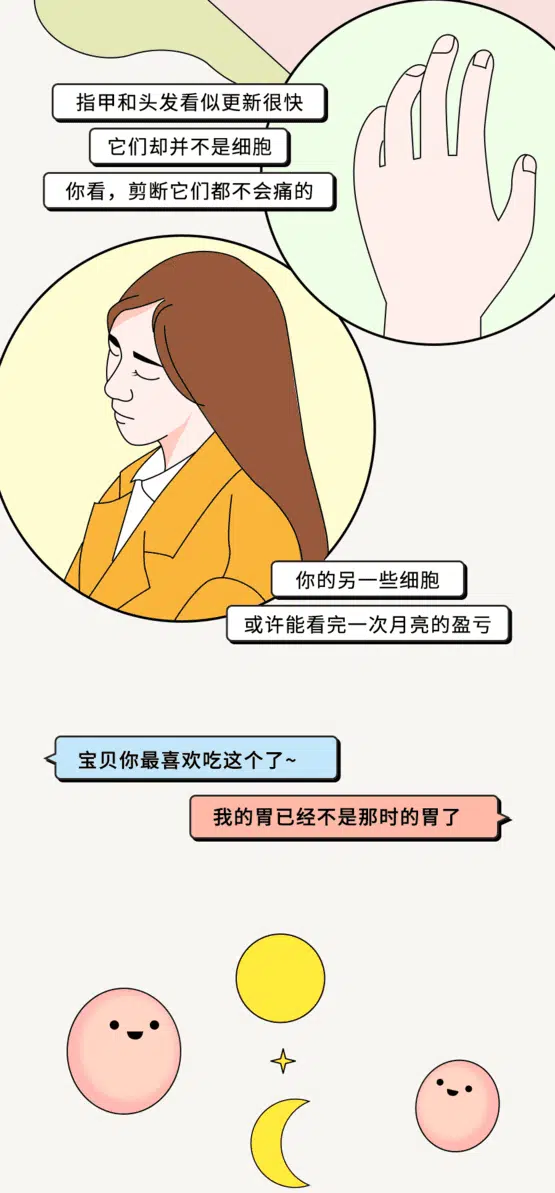 指甲和头发看似更新很快
它们却并不是细胞
你看，剪断它们都不会痛的
你的另一些细胞
或许能看完一次月亮的盈亏
宝贝你最喜欢吃这个了~
我的胃已经不是那时的胃了